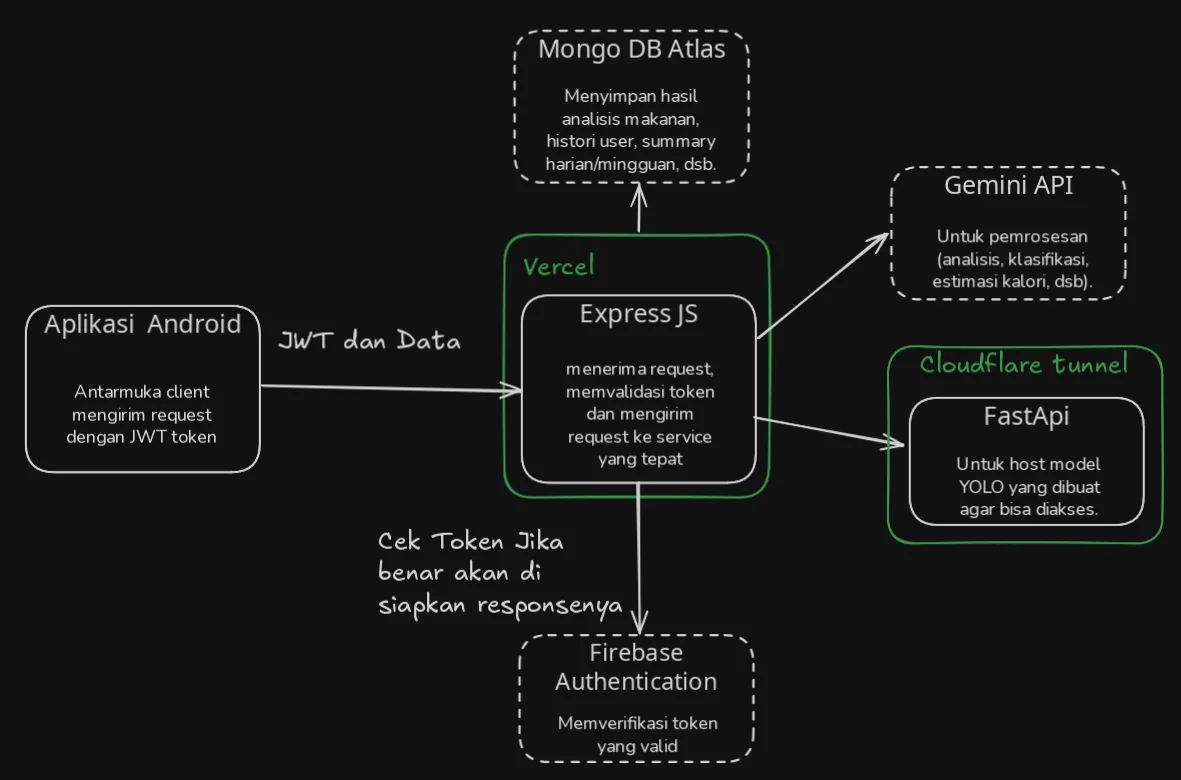 Mongo DB Atlas
Menyimpan hasil
analisis makanan,
histori user, summary
harian/mingguan, dsb.
Gemini API
Untuk pemrosesan
(analisis, klasifikasi,
estimasi kalori, dsb).
Vercel
Express JS
menerima request,
memvalidasi token
dan mengirim
request ke service
yang tepat
Aplikasi Android
Antarmuka client
mengirim request
dengan JWT token
JWT dan Data
Cloudflare tunnel
FastApi
Untuk host model
YOLO yang dibuat
agar bisa diakses.
Cek Token Jika
benar akan di
siapkan responsenya
Firebase
Authentication
Memverifikasi token
yang valid